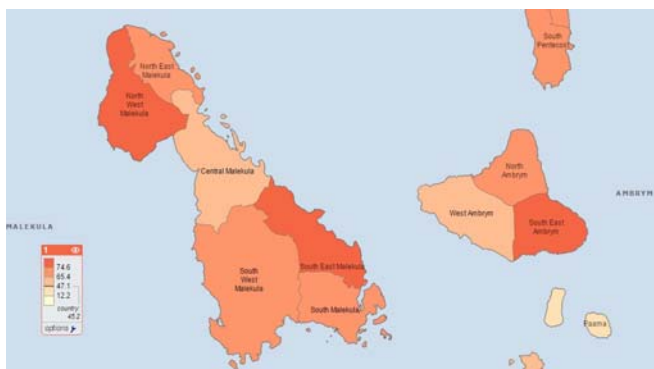 South
Pentecost
North East
Malekula
North
West
Malekula
Central Malekula
North
Ambrym
AMBRYM
West Ambrym
South East
Ambrym
MALEKULA
South East Malekula
South
West
Malekula
South Malekula
Paama
1
74.6
65.4
47.1
12.2
country
45.2
options